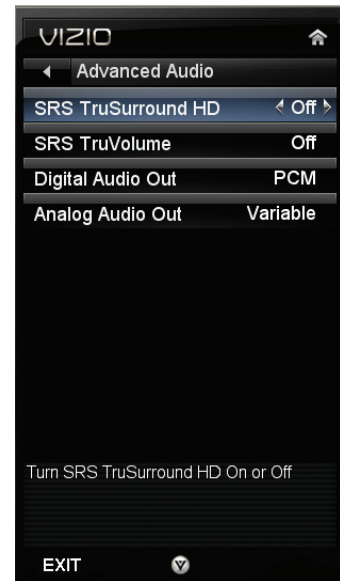 VIZIO
Advanced Audio
SRS TruSurround HD Off
SRS TruVolume Off
Digital Audio Out PCM
Analog Audio Out Variable
Turn SRS TruSurround HD On or Off
EXIT V